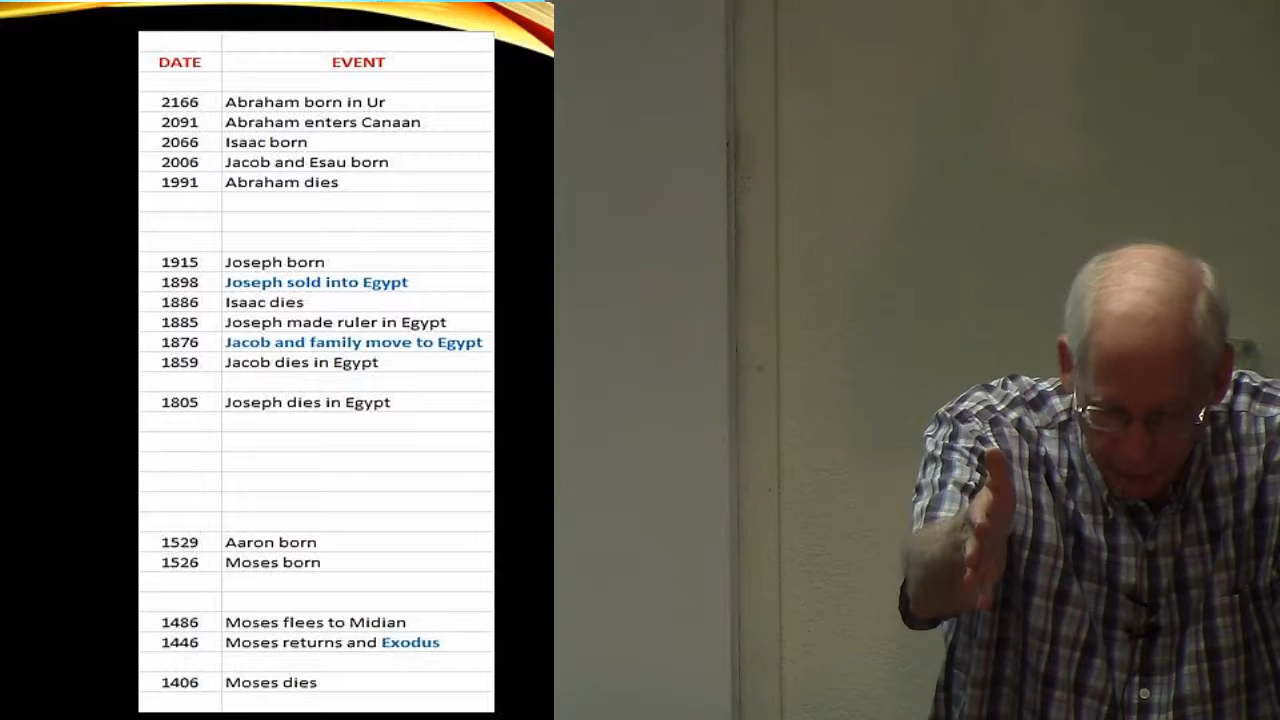 DATE EVENT
2166 Abraham born in Ur
2091 Abraham enters Canaan
2066 Isaac born
2006 Jacob and Esau born
1991 Abraham dies
1915 Joseph born
1898 Joseph sold into Egypt
1886 Isaac dies
1885 Joseph made ruler in Egypt
1876 Jacob and family move to Egypt
1859 Jacob dies in Egypt
1805 Joseph dies in Egypt
1529 Aaron born
1526 Moses born
1486 Moses flees to Midian
1446 Moses returns and Exodus
1406 Moses dies